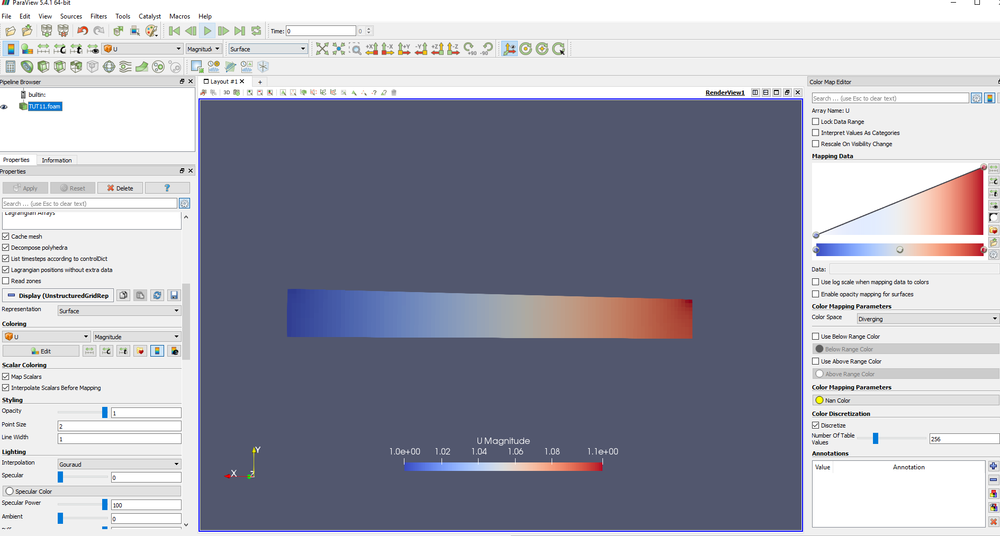 ParaView 5.4.1 64-bit
File Edit View Sources Filters Tools Catalyst Macros Help
Time: 0 0
U Magnitude Surface +X -X +Y -Y +Z -Z +90 -90
Pipeline Browser
builtin:
TUT11.foam
Properties Information
Properties
Apply Reset Delete ?
Search ... (use Esc to clear text)
Lagrangian Arrays
Cache mesh
Decompose polyhedra
List timesteps according to controlDict
Lagrangian positions without extra data
Read zones
Display (UnstructuredGridRep
Representation Surface
Coloring
U Magnitude
Edit
Scalar Coloring
Map Scalars
Interpolate Scalars Before Mapping
Styling
Opacity 1
Point Size 2
Line Width 1
Lighting
Interpolation Gouraud
Specular 0
Specular Color
Specular Power 100
Ambient 0
Layout #1 +
3D
RenderView1
U Magnitude
1.0e+00 1.02 1.04 1.06 1.08 1.1e+00
Y
X Z
Color Map Editor
Search ... (use Esc to clear text)
Array Name: U
Lock Data Range
Interpret Values As Categories
Rescale On Visibility Change
Mapping Data
Data:
Use log scale when mapping data to colors
Enable opacity mapping for surfaces
Color Mapping Parameters
Color Space Diverging
Use Below Range Color
Below Range Color
Use Above Range Color
Above Range Color
Color Mapping Parameters
Nan Color
Color Discretization
Discretize
Number Of Table Values 256
Annotations
Value Annotation